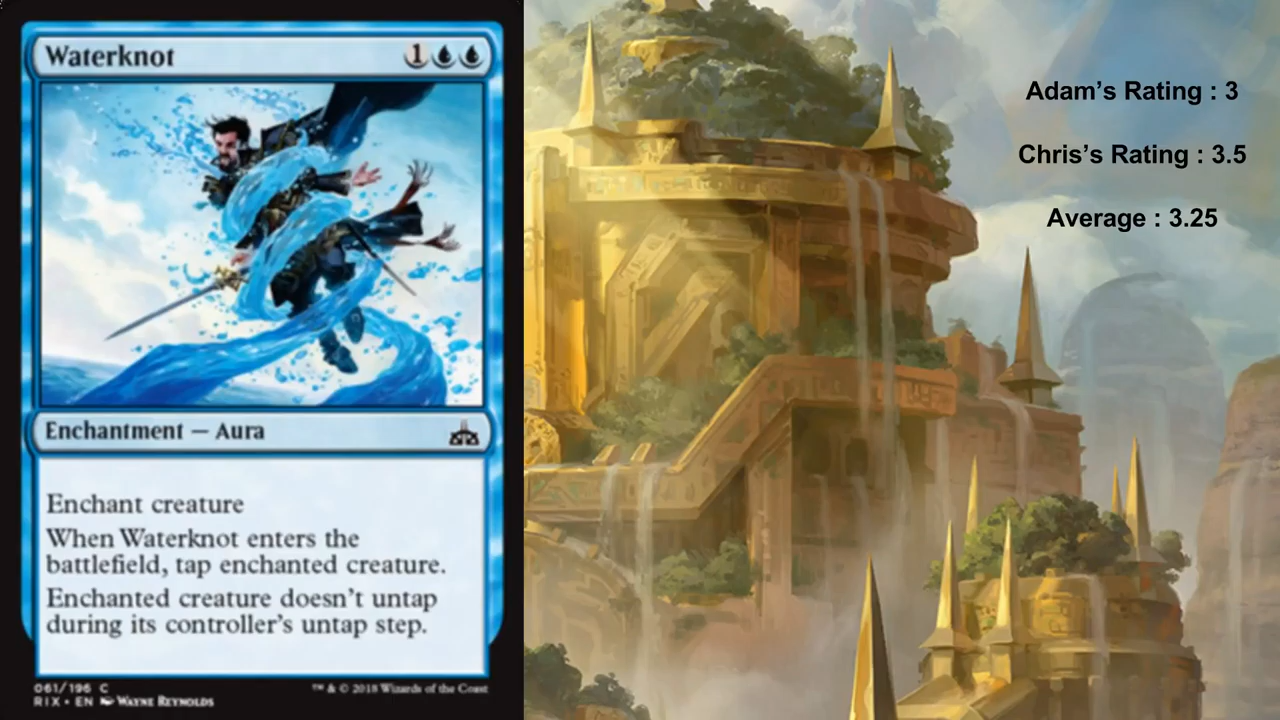 Waterknot 1
Enchantment — Aura
Enchant creature
When Waterknot enters the
battlefield, tap enchanted creature.
Enchanted creature doesn't untap
during its controller's untap step.
061/196 C
RIX • EN Wayne Reynolds
™ & © 2018 Wizards of the Coast
Adam's Rating : 3
Chris's Rating : 3.5
Average : 3.25